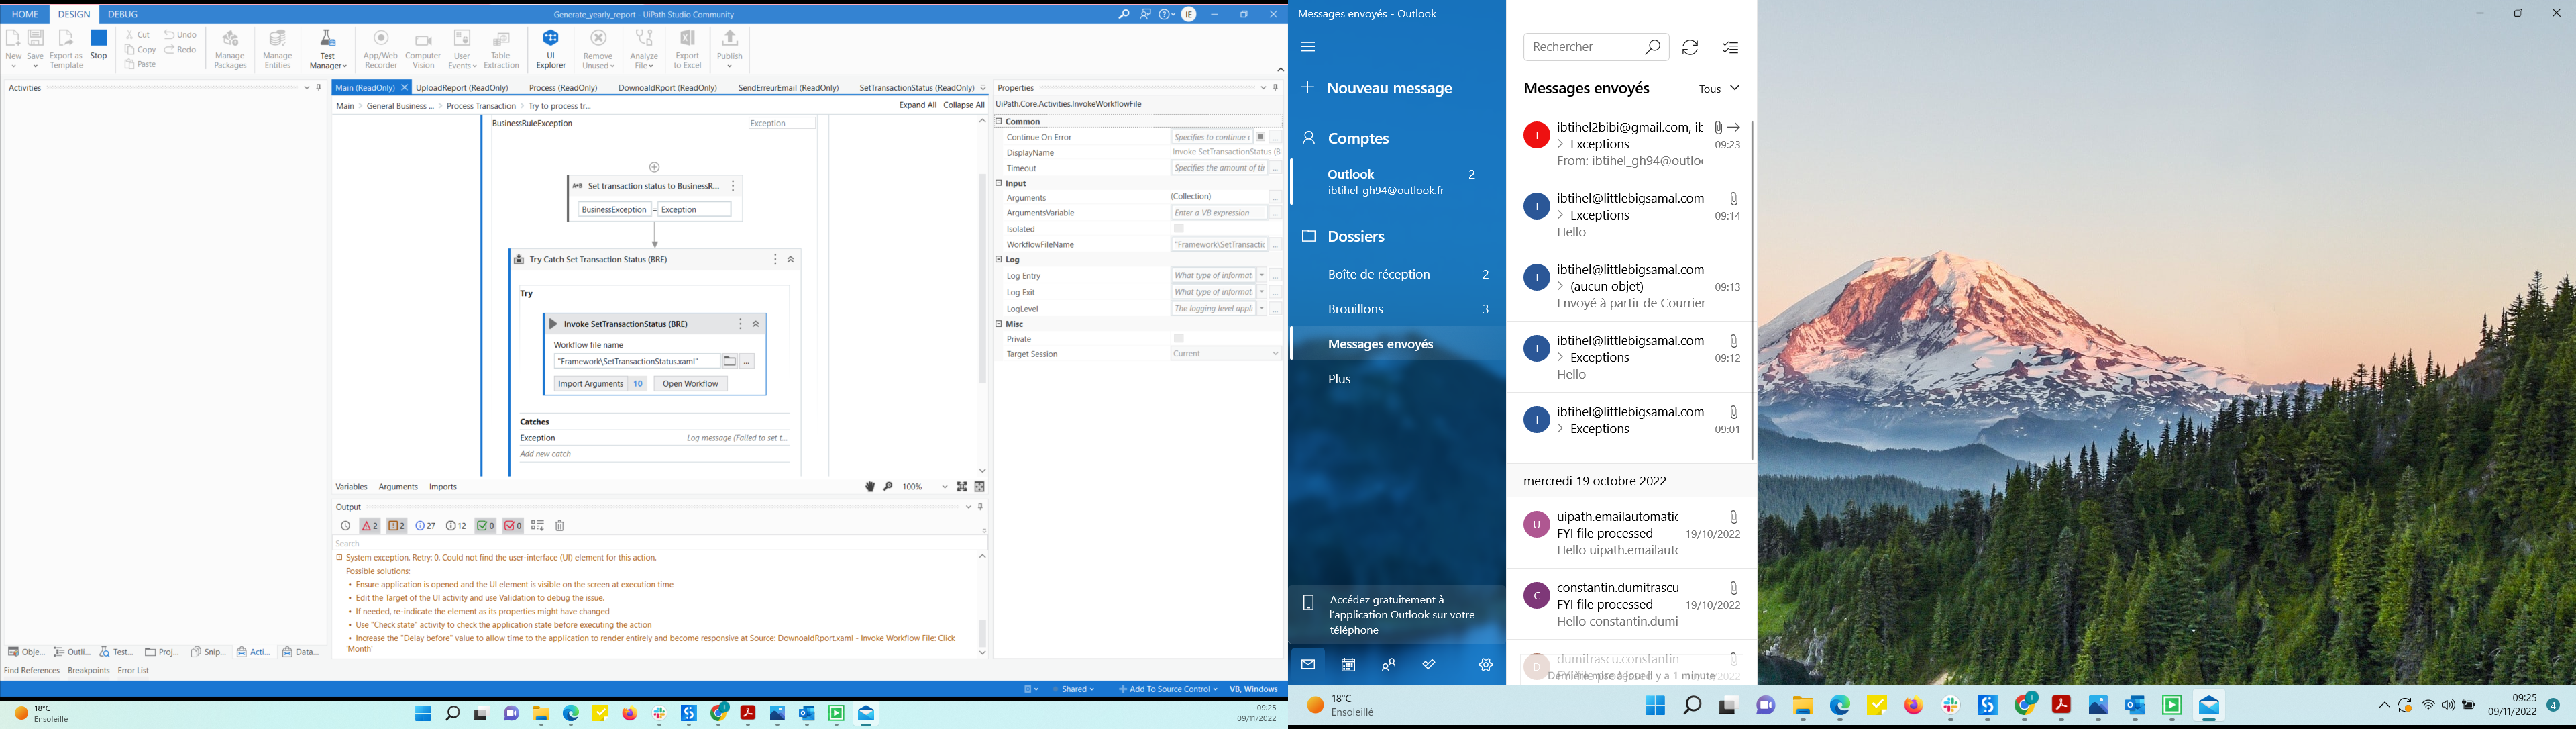 HOME DESIGN DEBUG
Generate_yearly_report - UiPath Studio Community
IE
New Save Export as Template Stop
Cut Copy Paste Undo Redo
Manage Packages
Manage Entities
Test Manager
App/Web Recorder
Computer Vision
User Events
Table Extraction
UI Explorer
Remove Unused
Analyze File
Export to Excel
Publish
Activities
Main (ReadOnly) UploadReport (ReadOnly) Process (ReadOnly) DownoaldRport (ReadOnly) SendErreurEmail (ReadOnly) SetTransactionStatus (ReadOnly)
Main > General Business ... > Process Transaction > Try to process tr...
Expand All Collapse All
BusinessRuleException Exception
Set transaction status to BusinessR...
BusinessException = Exception
Try Catch Set Transaction Status (BRE)
Try
Invoke SetTransactionStatus (BRE)
Workflow file name
"Framework\SetTransactionStatus.xaml"
Import Arguments 10 Open Workflow
Catches
Exception Log message (Failed to set t...
Add new catch
Variables Arguments Imports
100%
Output
2 2 27 12 0 0
Search
System exception. Retry: 0. Could not find the user-interface (UI) element for this action.
Possible solutions:
• Ensure application is opened and the UI element is visible on the screen at execution time
• Edit the Target of the UI activity and use Validation to debug the issue.
• If needed, re-indicate the element as its properties might have changed
• Use "Check state" activity to check the application state before executing the action
• Increase the "Delay before" value to allow time to the application to render entirely and become responsive at Source: DownoaldRport.xaml - Invoke Workflow File: Click
'Month'
Properties
UiPath.Core.Activities.InvokeWorkflowFile
Common
Continue On Error Specifies to continue
DisplayName Invoke SetTransactionStatus (B
Timeout Specifies the amount of ti
Input
Arguments (Collection)
ArgumentsVariable Enter a VB expression
Isolated
WorkflowFileName "Framework\SetTransactic
Log
Log Entry What type of informat
Log Exit What type of informat
LogLevel The logging level appl
Misc
Private
Target Session Current
Obje... Outli... Test... Proj... Snip... Acti... Data...
Find References Breakpoints Error List
Shared Add To Source Control VB, Windows
18°C
Ensoleillé
09:25
09/11/2022
Messages envoyés - Outlook
Nouveau message
Comptes
Outlook 2
ibtihel_gh94@outlook.fr
Dossiers
Boîte de réception 2
Brouillons 3
Messages envoyés
Plus
Accédez gratuitement à
l'application Outlook sur votre
téléphone
Rechercher
Messages envoyés Tous
I
ibtihel2bibi@gmail.com, it
Exceptions 09:23
From: ibtihel_gh94@outlo
I
ibtihel@littlebigsamal.com
Exceptions 09:14
Hello
I
ibtihel@littlebigsamal.com
(aucun objet) 09:13
Envoyé à partir de Courrier
I
ibtihel@littlebigsamal.com
Exceptions 09:12
Hello
I
ibtihel@littlebigsamal.com
Exceptions 09:01
mercredi 19 octobre 2022
U
uipath.emailautomatic
FYI file processed 19/10/2022
Hello uipath.emailautc
C
constantin.dumitrascu
FYI file processed 19/10/2022
Hello constantin.dumi
D
dumitrascu.constantin
Dernière mise à jour il y a 1 minute
18°C
Ensoleillé
09:25
09/11/2022
4